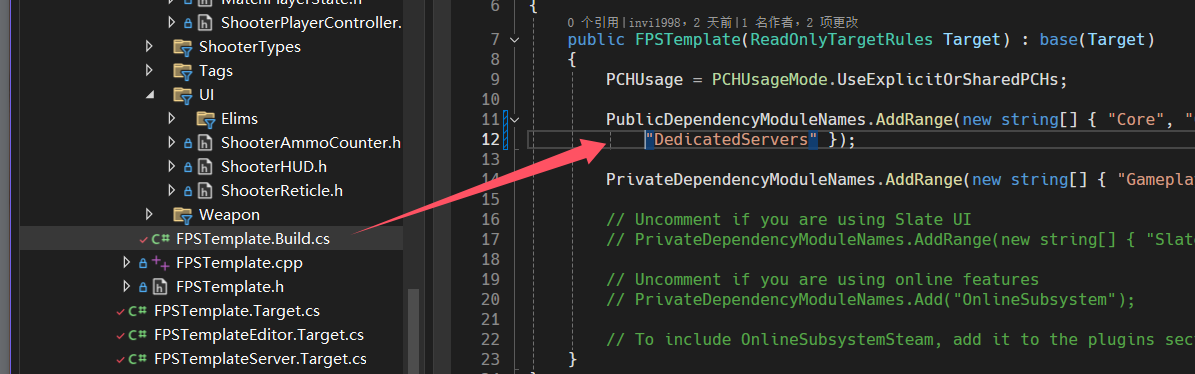 MatchPlayerState.h
ShooterPlayerController.
ShooterTypes
Tags
UI
Elims
ShooterAmmoCounter.h
ShooterHUD.h
ShooterReticle.h
Weapon
FPSTemplate.Build.cs
FPSTemplate.cpp
FPSTemplate.h
FPSTemplate.Target.cs
FPSTemplateEditor.Target.cs
FPSTemplateServer.Target.cs
6 {
0 个引用 | invi1998，2 天前 | 1 名作者，2 项更改
7 public FPSTemplate(ReadOnlyTargetRules Target) : base(Target)
8 {
9 PCHUsage = PCHUsageMode.UseExplicitOrSharedPCHs;
10
11 PublicDependencyModuleNames.AddRange(new string[] { "Core", "
12 "DedicatedServers" });
13
14 PrivateDependencyModuleNames.AddRange(new string[] { "Gameplay
15
16 // Uncomment if you are using Slate UI
17 // PrivateDependencyModuleNames.AddRange(new string[] { "Slat
18
19 // Uncomment if you are using online features
20 // PrivateDependencyModuleNames.Add("OnlineSubsystem");
21
22 // To include OnlineSubsystemSteam, add it to the plugins sec
23 }